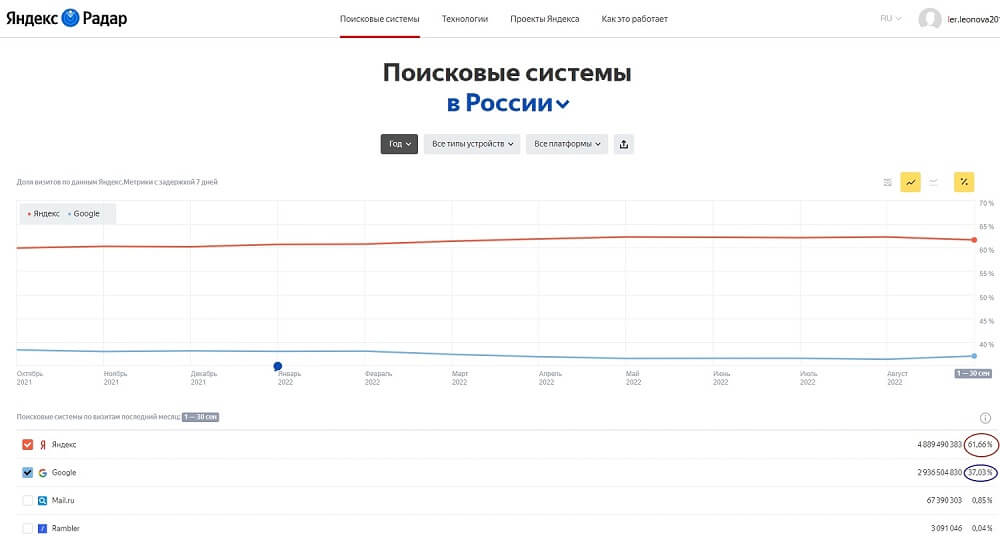 Яндекс Радар
Поисковые системы Технологии Проекты Яндекса Как это работает
RU ler.leonova201
Поисковые системы
в России
Год Все типы устройств Все платформы
Доля визитов по данным Яндекс.Метрики с задержкой 7 дней
Яндекс Google
70 %
65 %
60 %
55 %
50 %
45 %
40 %
Октябрь 2021
Ноябрь 2021
Декабрь 2021
Январь 2022
Февраль 2022
Март 2022
Апрель 2022
Май 2022
Июнь 2022
Июль 2022
Август 2022
1 — 30 сен
Поисковые системы по визитам последний месяц: 1 — 30 сен
Я Яндекс 4 889 490 383 61,66 %
G Google 2 936 504 830 37,03 %
Mail.ru 67 390 303 0,85 %
Rambler 3 091 046 0,04 %